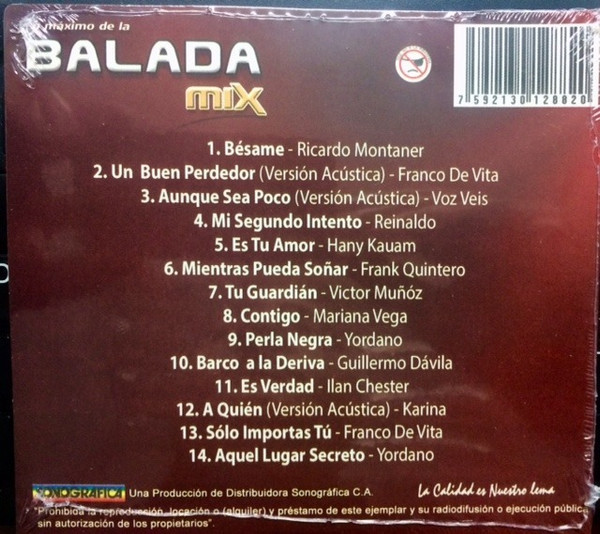 máximo de la
BALADA
mix
7 592130 128820
1. Bésame - Ricardo Montaner
2. Un Buen Perdedor (Versión Acústica) - Franco De Vita
3. Aunque Sea Poco (Versión Acústica) - Voz Veis
4. Mi Segundo Intento - Reinaldo
5. Es Tu Amor - Hany Kauam
6. Mientras Pueda Soñar - Frank Quintero
7. Tu Guardián - Victor Muñóz
8. Contigo - Mariana Vega
9. Perla Negra - Yordano
10. Barco a la Deriva - Guillermo Dávila
11. Es Verdad - Ilan Chester
12. A Quién (Versión Acústica) - Karina
13. Sólo Importas Tú - Franco De Vita
14. Aquel Lugar Secreto - Yordano
SONOGRAFICA Una Producción de Distribuidora Sonográfica C.A. La Calidad es Nuestro lema
"Prohibida la reproducción, locación o (alquiler) y préstamo de este ejemplar y su radiodifusión o ejecución pública
sin autorización de los propietarios".